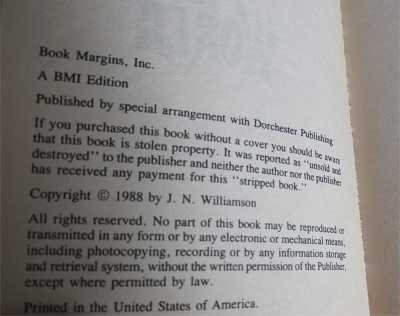 Book Margins, Inc.
A BMI Edition
Published by special arrangement with Dorchester Publishing
If you purchased this book without a cover you should be aware
that this book is stolen property. It was reported as "unsold and
destroyed" to the publisher and neither the author nor the publisher
has received any payment for this "stripped book."
Copyright © 1988 by J. N. Williamson
All rights reserved. No part of this book may be reproduced or
transmitted in any form or by any electronic or mechanical means,
including photocopying, recording or by any information storage
and retrieval system, without the written permission of the Publisher,
except where permitted by law.
Printed in the United States of America.